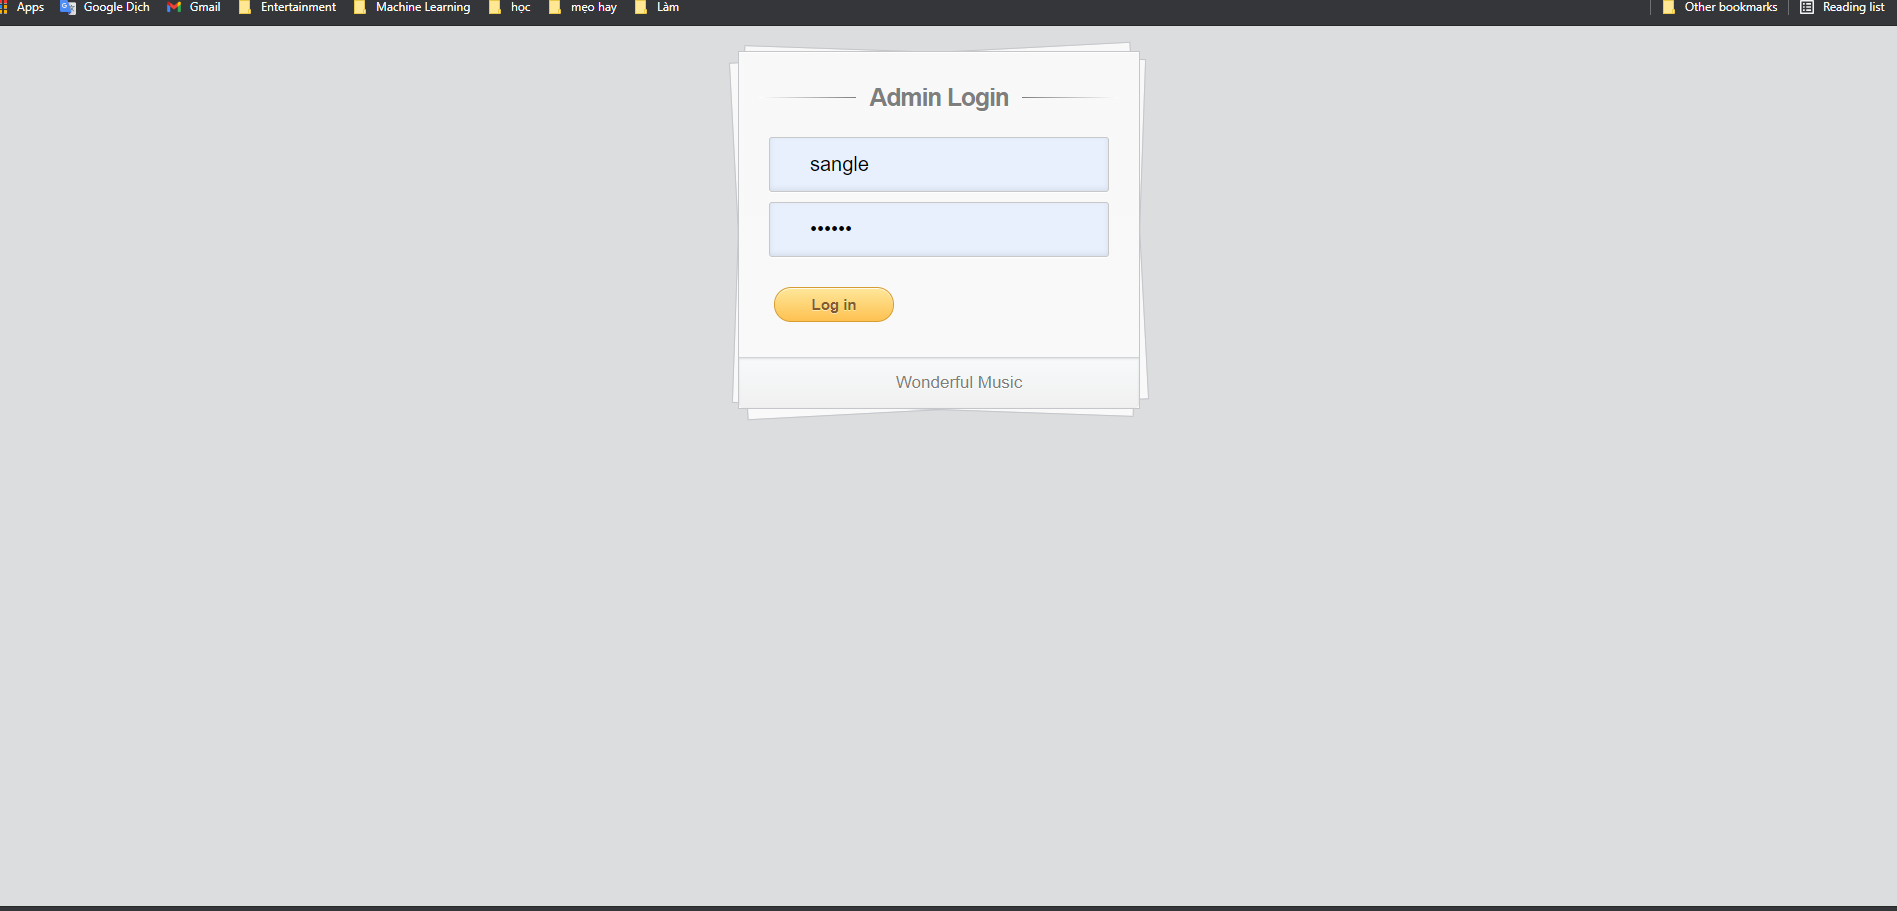 Apps Google Dịch Gmail Entertainment Machine Learning học mẹo hay Làm Other bookmarks Reading list
Admin Login
sangle
••••••
Log in
Wonderful Music